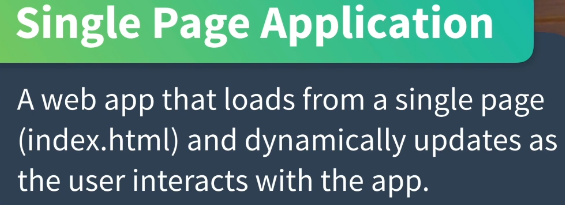 Single Page Application
A web app that loads from a single page
(index.html) and dynamically updates as
the user interacts with the app.